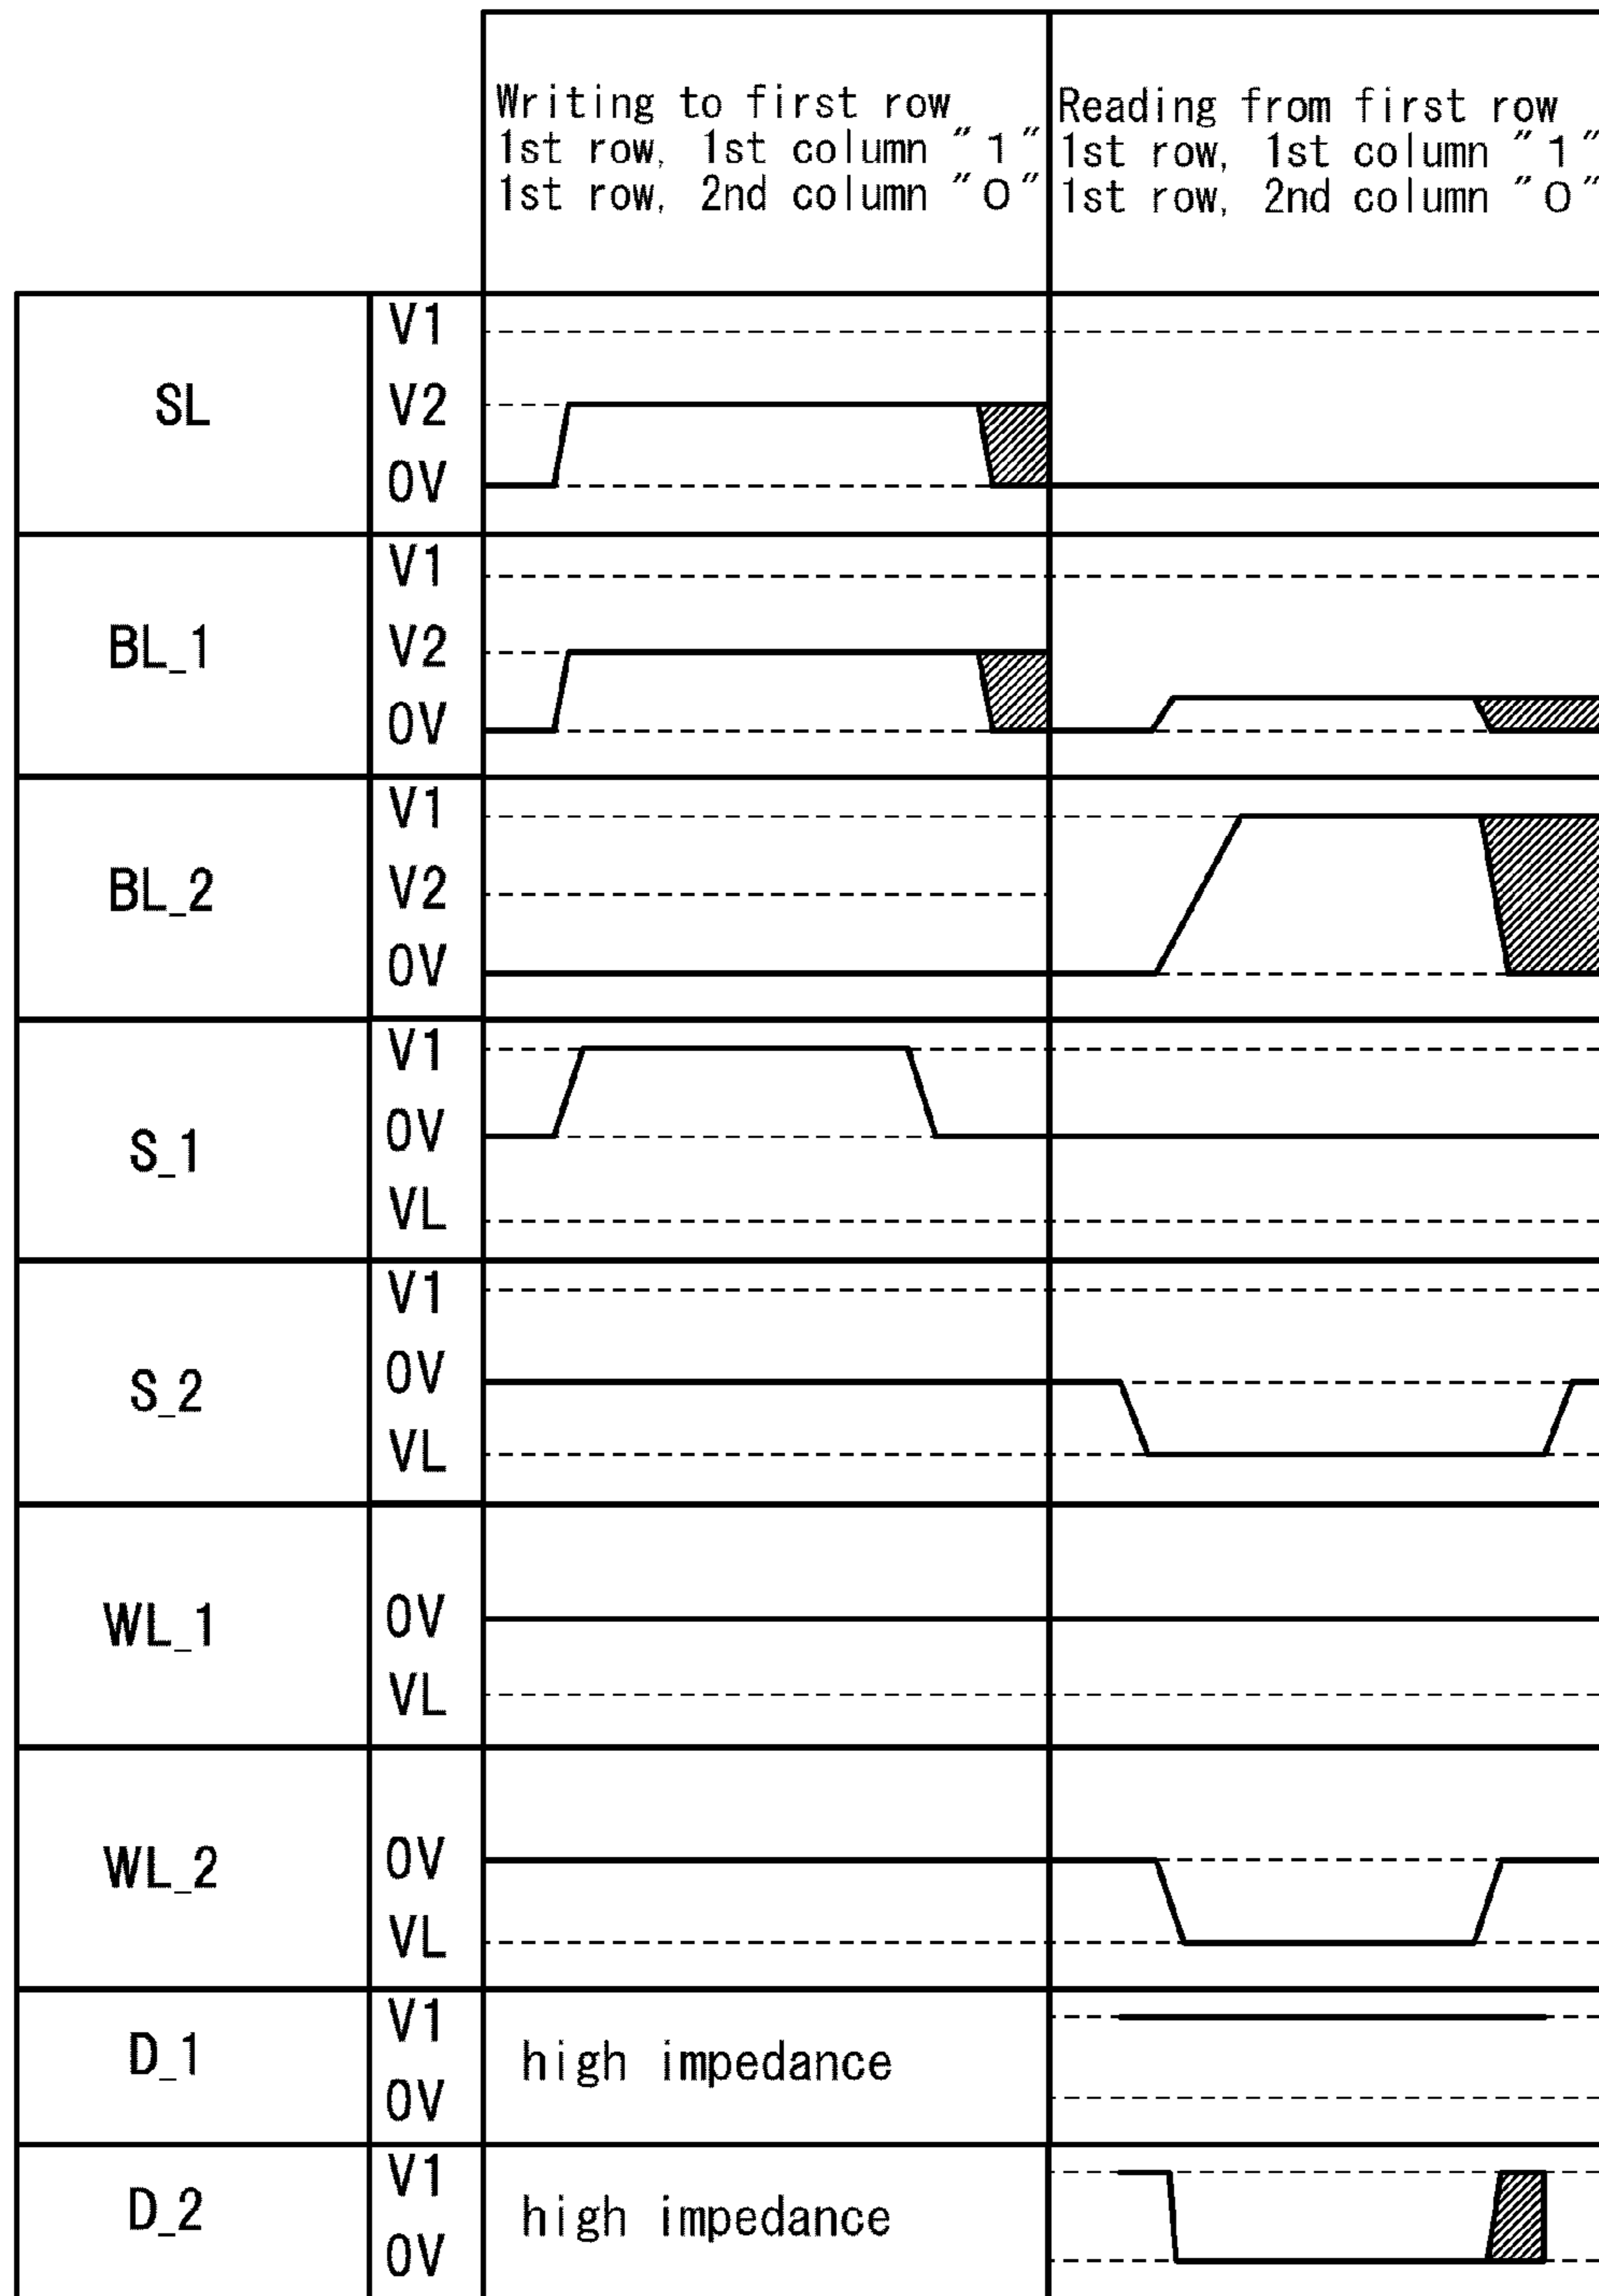 Writing to first row
1st row, 1st column "1"
1st row, 2nd column "0"
Reading from first row
1st row, 1st column "1"
1st row, 2nd column "0"
SL
V1
V2
0V
BL_1
V1
V2
0V
BL_2
V1
V2
0V
S_1
V1
0V
VL
S_2
V1
0V
VL
WL_1
0V
VL
WL_2
0V
VL
D_1
V1
0V
high impedance
D_2
V1
0V
high impedance